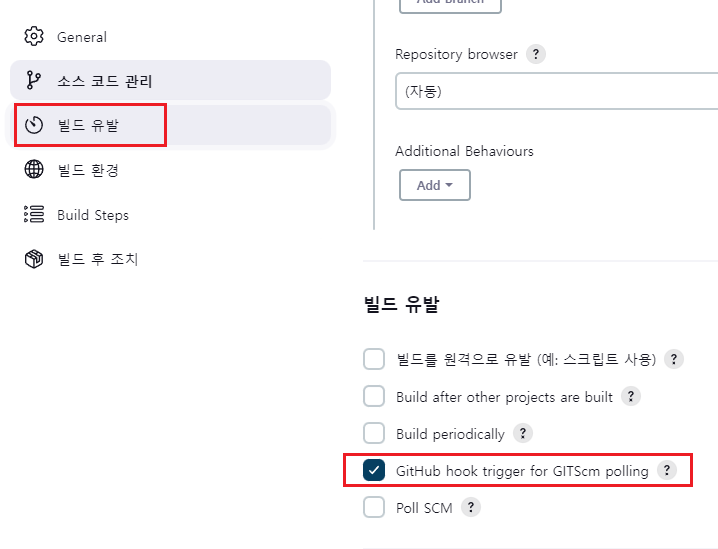 General
소스 코드 관리
빌드 유발
빌드 환경
Build Steps
빌드 후 조치
Add Branch
Repository browser ?
(자동)
Additional Behaviours
Add
빌드 유발
빌드를 원격으로 유발 (예: 스크립트 사용) ?
Build after other projects are built ?
Build periodically ?
GitHub hook trigger for GITScm polling ?
Poll SCM ?